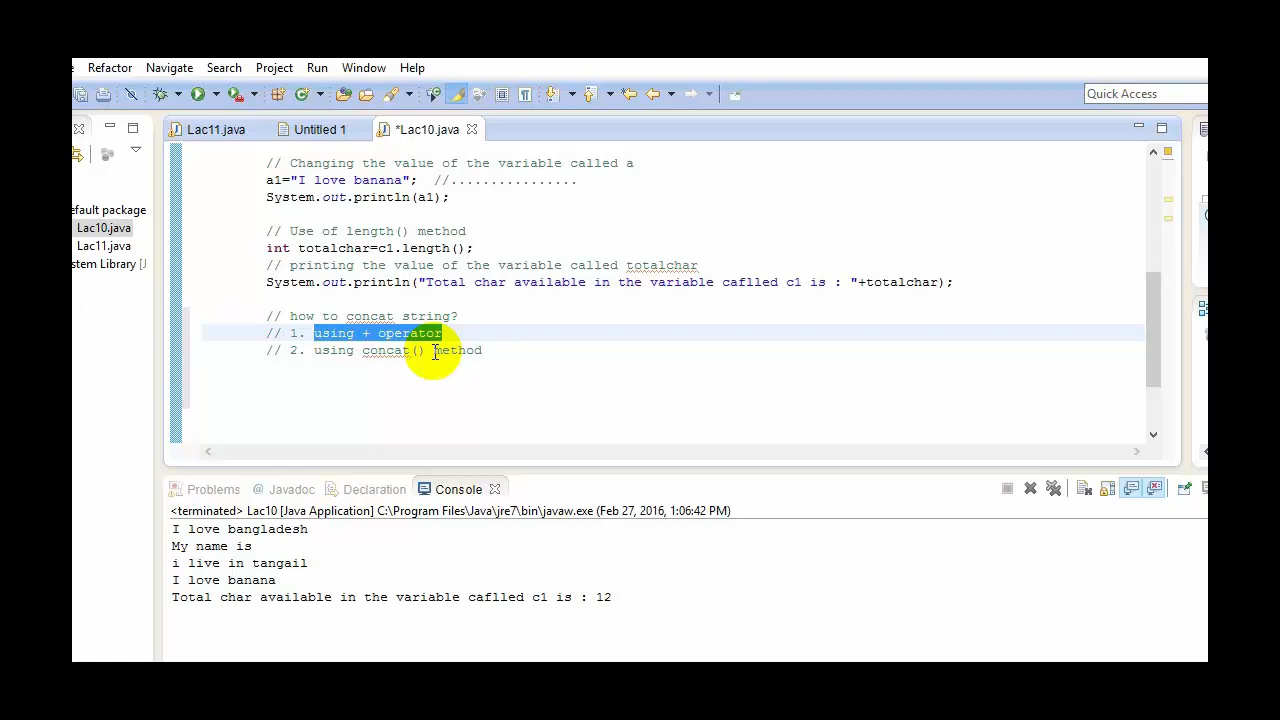 e Refactor Navigate Search Project Run Window Help
Quick Access
Lac11.java Untitled 1 *Lac10.java
efault package
Lac10.java
Lac11.java
stem Library [J
// Changing the value of the variable called a
a1="I love banana"; //................
System.out.println(a1);
// Use of length() method
int totalchar=c1.length();
// printing the value of the variable called totalchar
System.out.println("Total char available in the variable caflled c1 is : "+totalchar);
// how to concat string?
// 1. using + operator
// 2. using concat() method
Problems @ Javadoc Declaration Console
<terminated> Lac10 [Java Application] C:\Program Files\Java\jre7\bin\javaw.exe (Feb 27, 2016, 1:06:42 PM)
I love bangladesh
My name is
i live in tangail
I love banana
Total char available in the variable caflled c1 is : 12